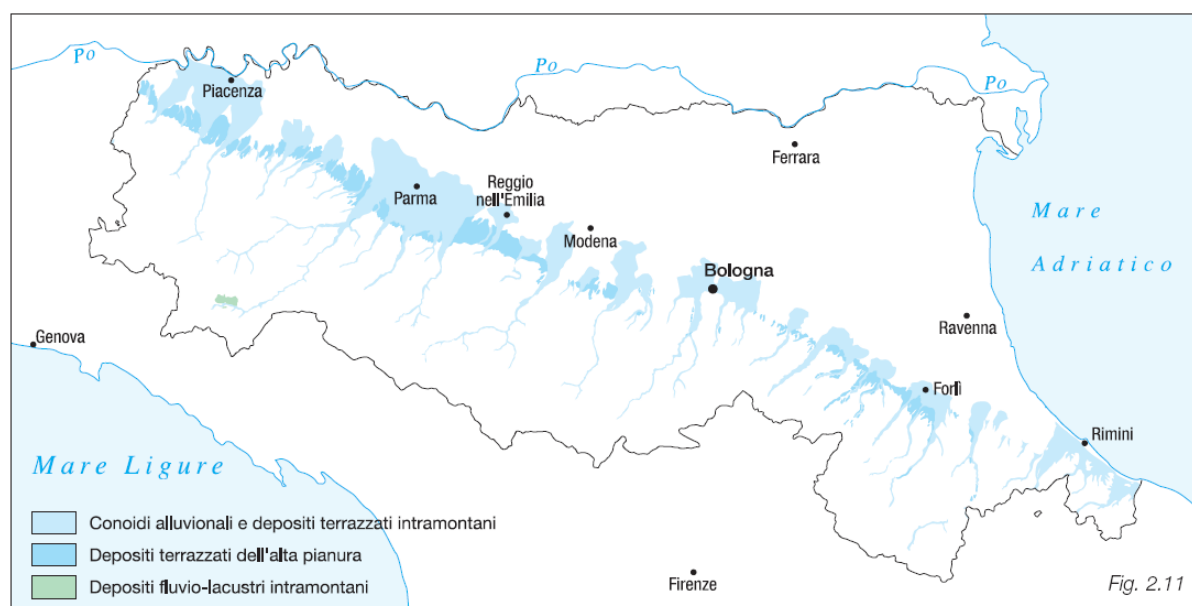 Po
Po
Po
Piacenza
Ferrara
Parma
Reggio
nell'Emilia
Modena
Mare
Adriatico
Bologna
Ravenna
Genova
Forlì
Rimini
Mare Ligure
Conoidi alluvionali e depositi terrazzati intramontani
Depositi terrazzati dell'alta pianura
Depositi fluvio-lacustri intramontani
Firenze
Fig. 2.11